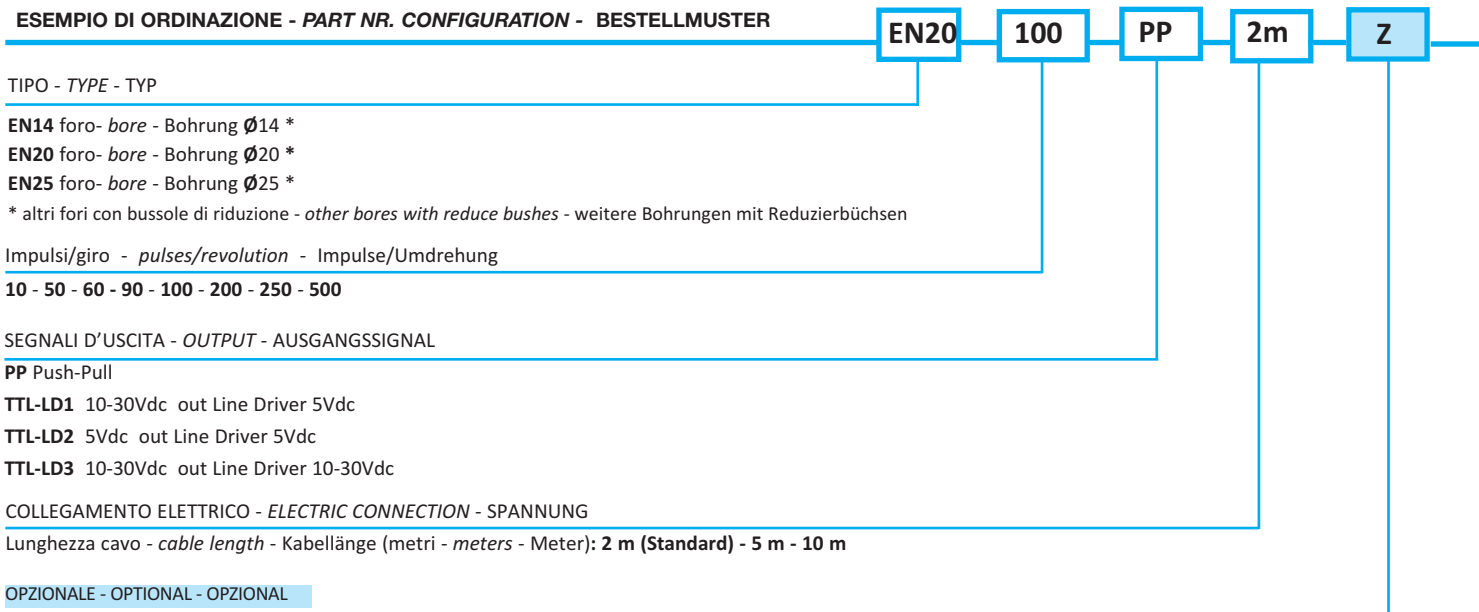 ESEMPIO DI ORDINAZIONE - PART NR. CONFIGURATION - BESTELLMUSTER
EN20 100 PP 2m Z
TIPO - TYPE - TYP
EN14 foro- bore - Bohrung Ø14 *
EN20 foro- bore - Bohrung Ø20 *
EN25 foro- bore - Bohrung Ø25 *
* altri fori con bussole di riduzione - other bores with reduce bushes - weitere Bohrungen mit Reduzierbüchsen
Impulsi/giro - pulses/revolution - Impulse/Umdrehung
10 - 50 - 60 - 90 - 100 - 200 - 250 - 500
SEGNALI D’USCITA - OUTPUT - AUSGANGSSIGNAL
PP Push-Pull
TTL-LD1 10-30Vdc out Line Driver 5Vdc
TTL-LD2 5Vdc out Line Driver 5Vdc
TTL-LD3 10-30Vdc out Line Driver 10-30Vdc
COLLEGAMENTO ELETTRICO - ELECTRIC CONNECTION - SPANNUNG
Lunghezza cavo - cable length - Kabellänge (metri - meters - Meter): 2 m (Standard) - 5 m - 10 m
OPZIONALE - OPTIONAL - OPZIONAL